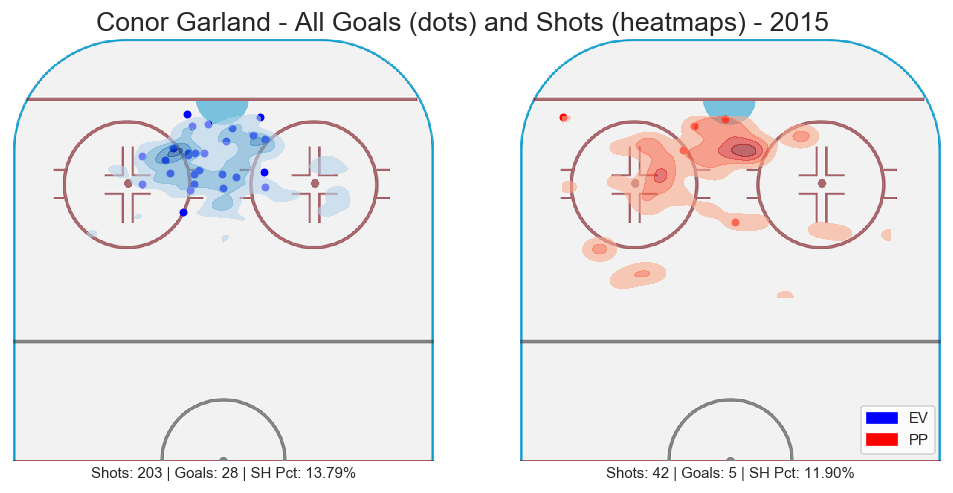 Conor Garland - All Goals (dots) and Shots (heatmaps) - 2015
EV
PP
Shots: 203 | Goals: 28 | SH Pct: 13.79%
Shots: 42 | Goals: 5 | SH Pct: 11.90%